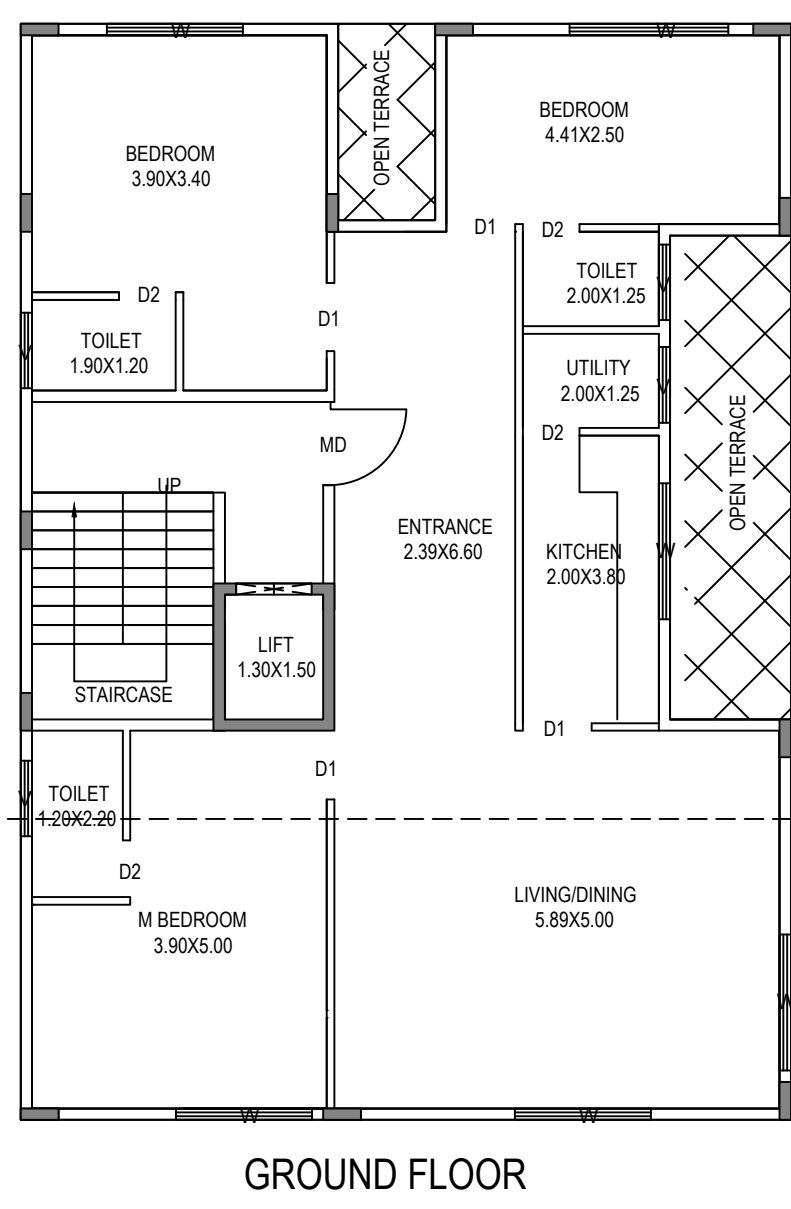 W
W
OPEN TERRACE
BEDROOM
4.41X2.50
BEDROOM
3.90X3.40
D1
D2
TOILET
2.00X1.25
W
D2
D1
TOILET
1.90X1.20
W
UTILITY
2.00X1.25
W
OPEN TERRACE
MD
D2
UP
ENTRANCE
2.39X6.60
KITCHEN
2.00X3.80
W
LIFT
1.30X1.50
STAIRCASE
D1
D1
TOILET
1.20X2.20
W
D2
M BEDROOM
3.90X5.00
LIVING/DINING
5.89X5.00
W
W
W
GROUND FLOOR